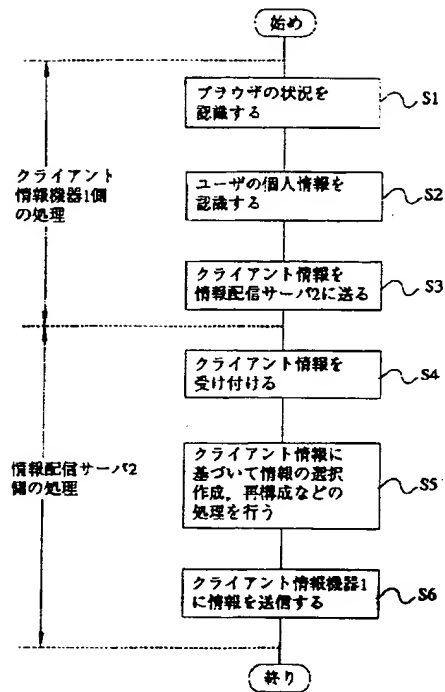 始め
ブラウザの状況を
認識する
S1
クライアント
情報機器1側
の処理
ユーザの個人情報を
認識する
S2
クライアント情報を
情報配信サーバ2に送る
S3
クライアント情報を
受け付ける
S4
情報配信サーバ2
側の処理
クライアント情報に
基づいて情報の選択
作成，再構成などの
処理を行う
S5
クライアント情報機器1
に情報を送信する
S6
終り